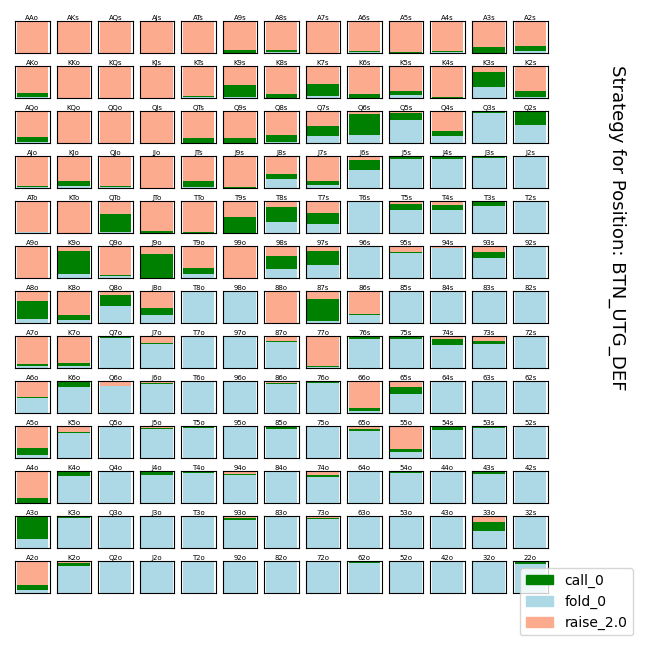 AAo AKs AQs AJs ATs A9s A8s A7s A6s A5s A4s A3s A2s
AKo KKo KQs KJs KTs K9s K8s K7s K6s K5s K4s K3s K2s
AQo KQo QQo QJs QTs Q9s Q8s Q7s Q6s Q5s Q4s Q3s Q2s
AJo KJo QJo JJo JTs J9s J8s J7s J6s J5s J4s J3s J2s
ATo KTo QTo JTo TTo T9s T8s T7s T6s T5s T4s T3s T2s
A9o K9o Q9o J9o T9o 99o 98s 97s 96s 95s 94s 93s 92s
A8o K8o Q8o J8o T8o 98o 88o 87s 86s 85s 84s 83s 82s
A7o K7o Q7o J7o T7o 97o 87o 77o 76s 75s 74s 73s 72s
A6o K6o Q6o J6o T6o 96o 86o 76o 66o 65s 64s 63s 62s
A5o K5o Q5o J5o T5o 95o 85o 75o 65o 55o 54s 53s 52s
A4o K4o Q4o J4o T4o 94o 84o 74o 64o 54o 44o 43s 42s
A3o K3o Q3o J3o T3o 93o 83o 73o 63o 53o 43o 33o 32s
A2o K2o Q2o J2o T2o 92o 82o 72o 62o 52o 42o 32o 22o
Strategy for Position: BTN_UTG_DEF
call_0
fold_0
raise_2.0